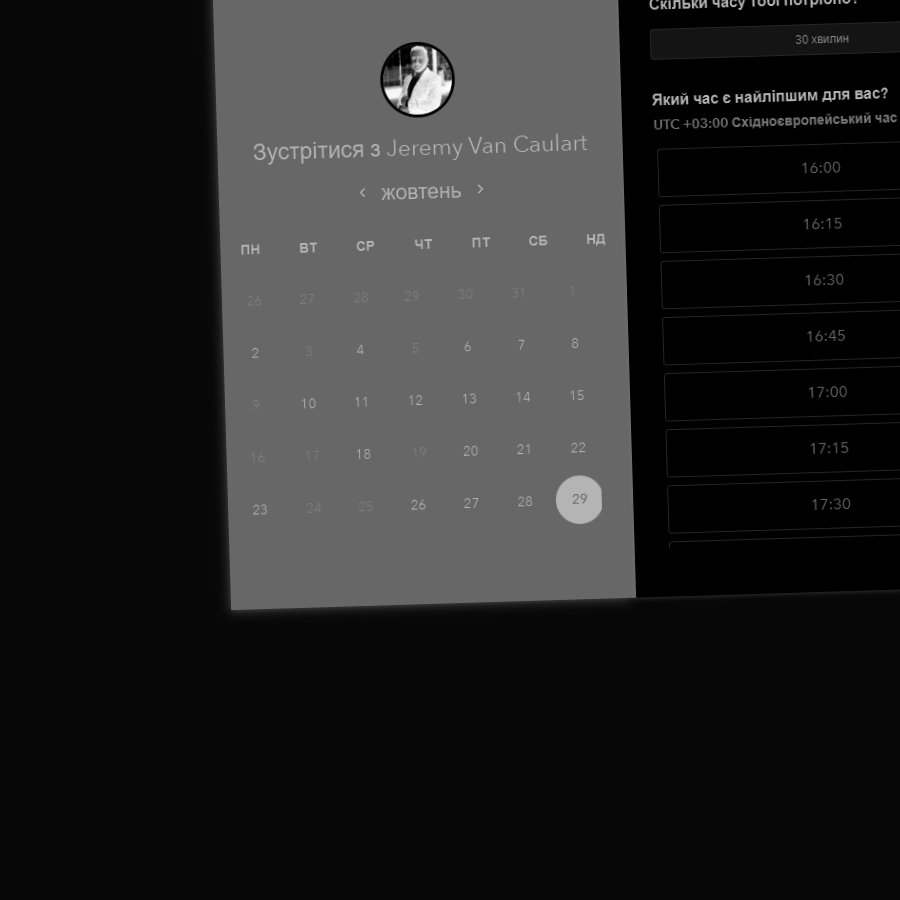 Зустрітися з Jeremy Van Caulart
жовтень
ПН ВТ СР ЧТ ПТ СБ НД
26 27 28 29 30 31 1
2 3 4 5 6 7 8
9 10 11 12 13 14 15
16 17 18 19 20 21 22
23 24 25 26 27 28 29
Скільки часу тобі потрібно?
30 хвилин
Який час є найліпшим для вас?
UTC +03:00 Східноєвропейський час
16:00
16:15
16:30
16:45
17:00
17:15
17:30